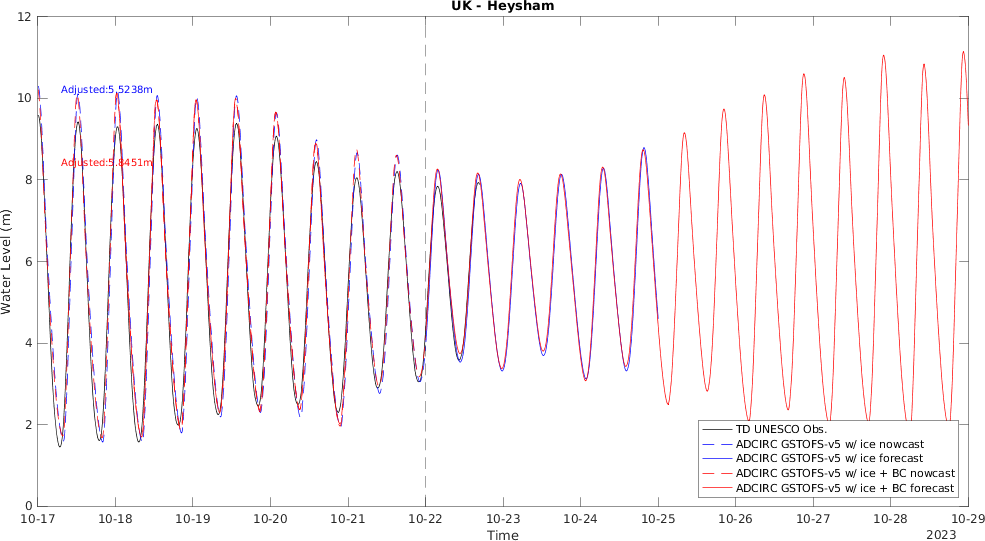 UK - Heysham
12
10
8
6
4
2
0
Water Level (m)
Adjusted:5.5238m
Adjusted:5.8451m
TD UNESCO Obs.
ADCIRC GSTOFS-v5 w/ ice nowcast
ADCIRC GSTOFS-v5 w/ ice forecast
ADCIRC GSTOFS-v5 w/ ice + BC nowcast
ADCIRC GSTOFS-v5 w/ ice + BC forecast
10-17 10-18 10-19 10-20 10-21 10-22 10-23 10-24 10-25 10-26 10-27 10-28 10-29
Time
2023